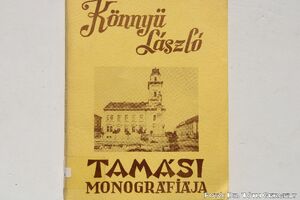 Könnyü
László
TAMÁSI
MONOGRÁFIÁJA